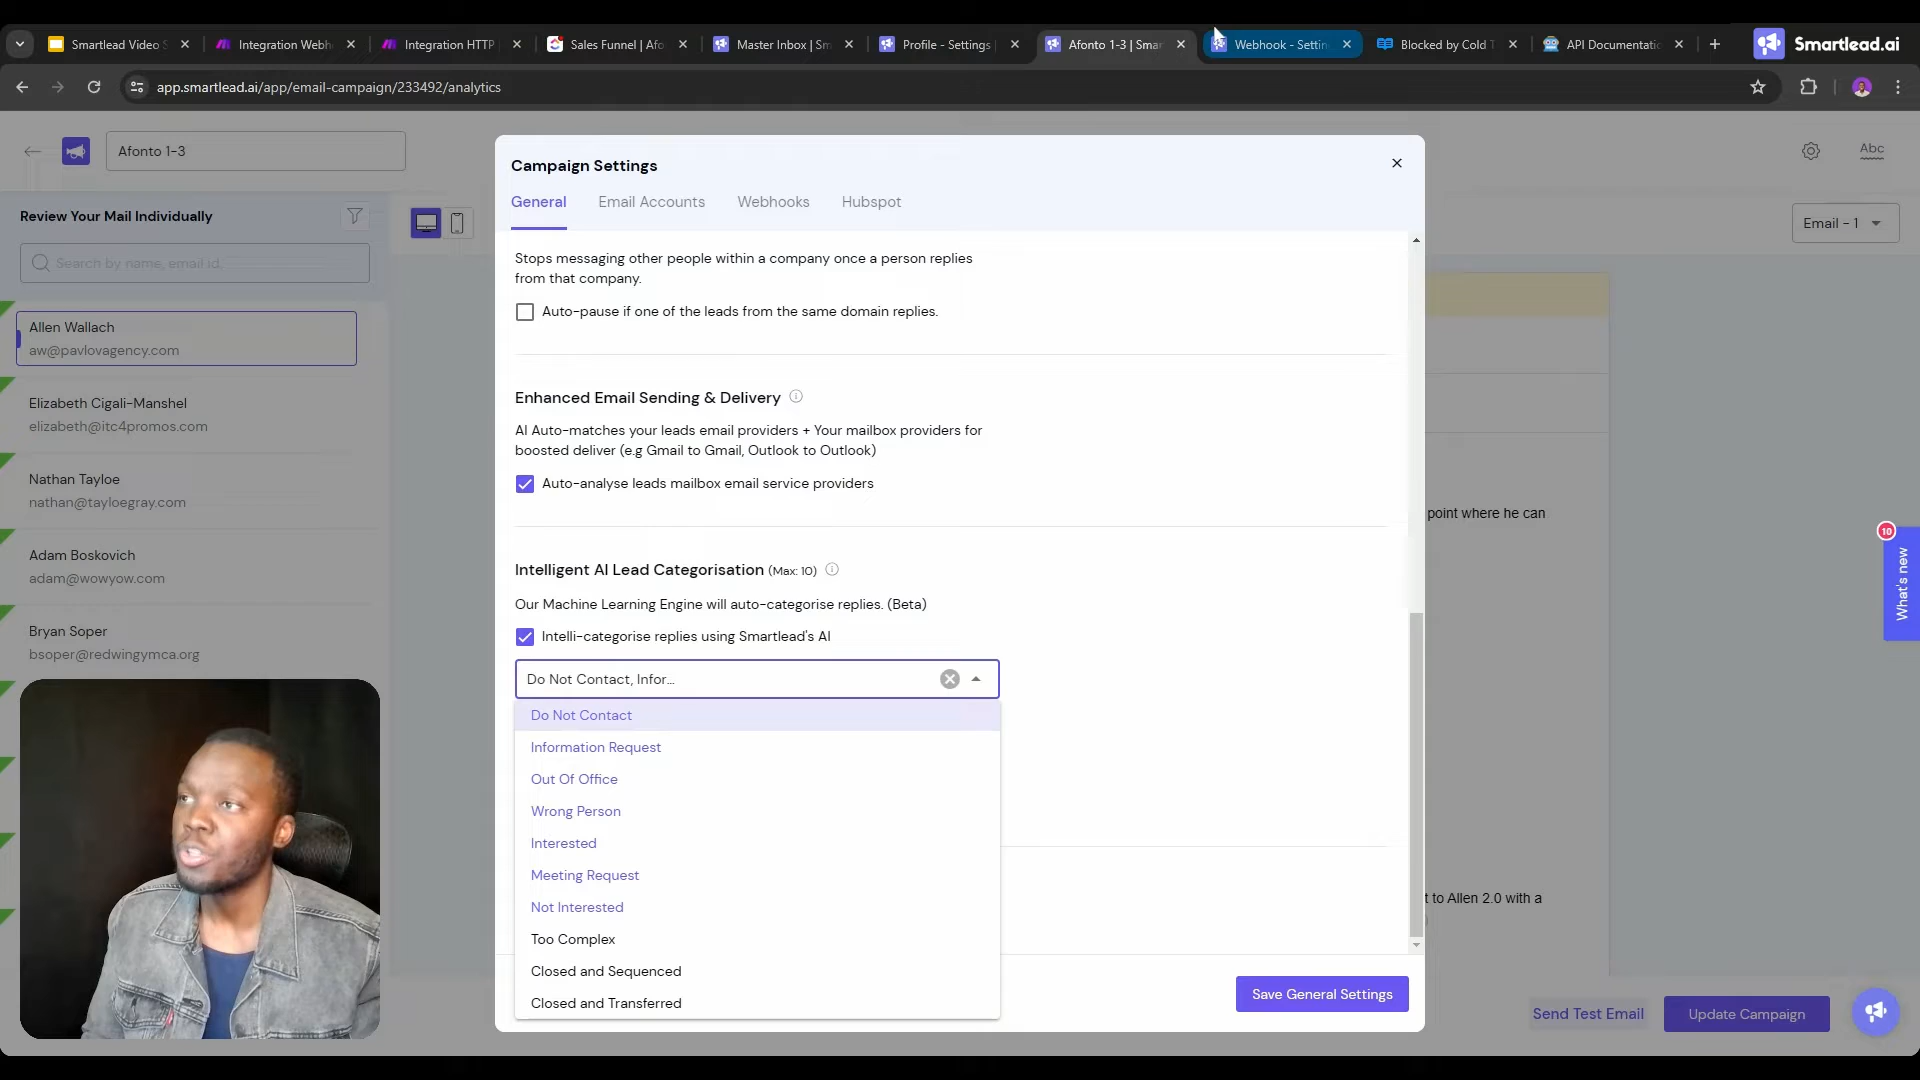 Smartlead Video S
Integration Webh
Integration HTTP
Sales Funnel | Afo
Master Inbox | Sm
Profile - Settings
Afonto 1-3 | Smar
Webhook - Settin
Blocked by Cold T
API Documentatic
Smartlead.ai
app.smartlead.ai/app/email-campaign/233492/analytics
Afonto 1-3
Abc
Review Your Mail Individually
Search by name, email id.
Email - 1
Allen Wallach
aw@pavlovagency.com
Elizabeth Cigali-Manshel
elizabeth@itc4promos.com
Nathan Tayloe
nathan@tayloegray.com
Adam Boskovich
adam@wowyow.com
Bryan Soper
bsoper@redwingymca.org
Campaign Settings
General
Email Accounts
Webhooks
Hubspot
Stops messaging other people within a company once a person replies
from that company.
Auto-pause if one of the leads from the same domain replies.
Enhanced Email Sending & Delivery
AI Auto-matches your leads email providers + Your mailbox providers for
boosted deliver (e.g Gmail to Gmail, Outlook to Outlook)
Auto-analyse leads mailbox email service providers
Intelligent AI Lead Categorisation (Max: 10)
Our Machine Learning Engine will auto-categorise replies. (Beta)
Intelli-categorise replies using Smartlead's AI
Do Not Contact, Infor...
Do Not Contact
Information Request
Out Of Office
Wrong Person
Interested
Meeting Request
Not Interested
Too Complex
Closed and Sequenced
Closed and Transferred
Save General Settings
point where he can
t to Allen 2.0 with a
10
What's new
Send Test Email
Update Campaign